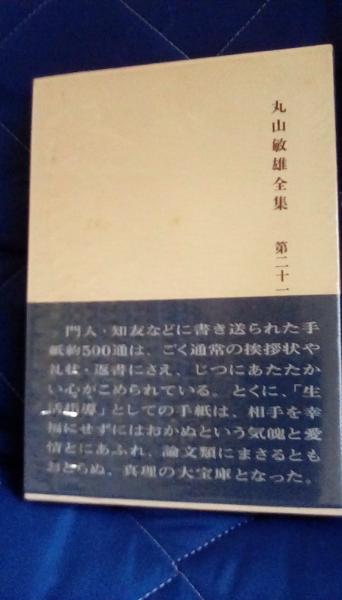 丸山敏雄全集 第二十一
門人・知友などに書き送られた手
紙約500通は、ごく通常の挨拶状や
礼状・返書にさえ、じつにあたたか
い心がこめられている。とくに、「生
活指導」としての手紙は、相手を幸
福にせずにはおかぬという気魄と愛
情とにあふれ、論文類にまさるとも
おとらぬ、真理の大宝庫となった。